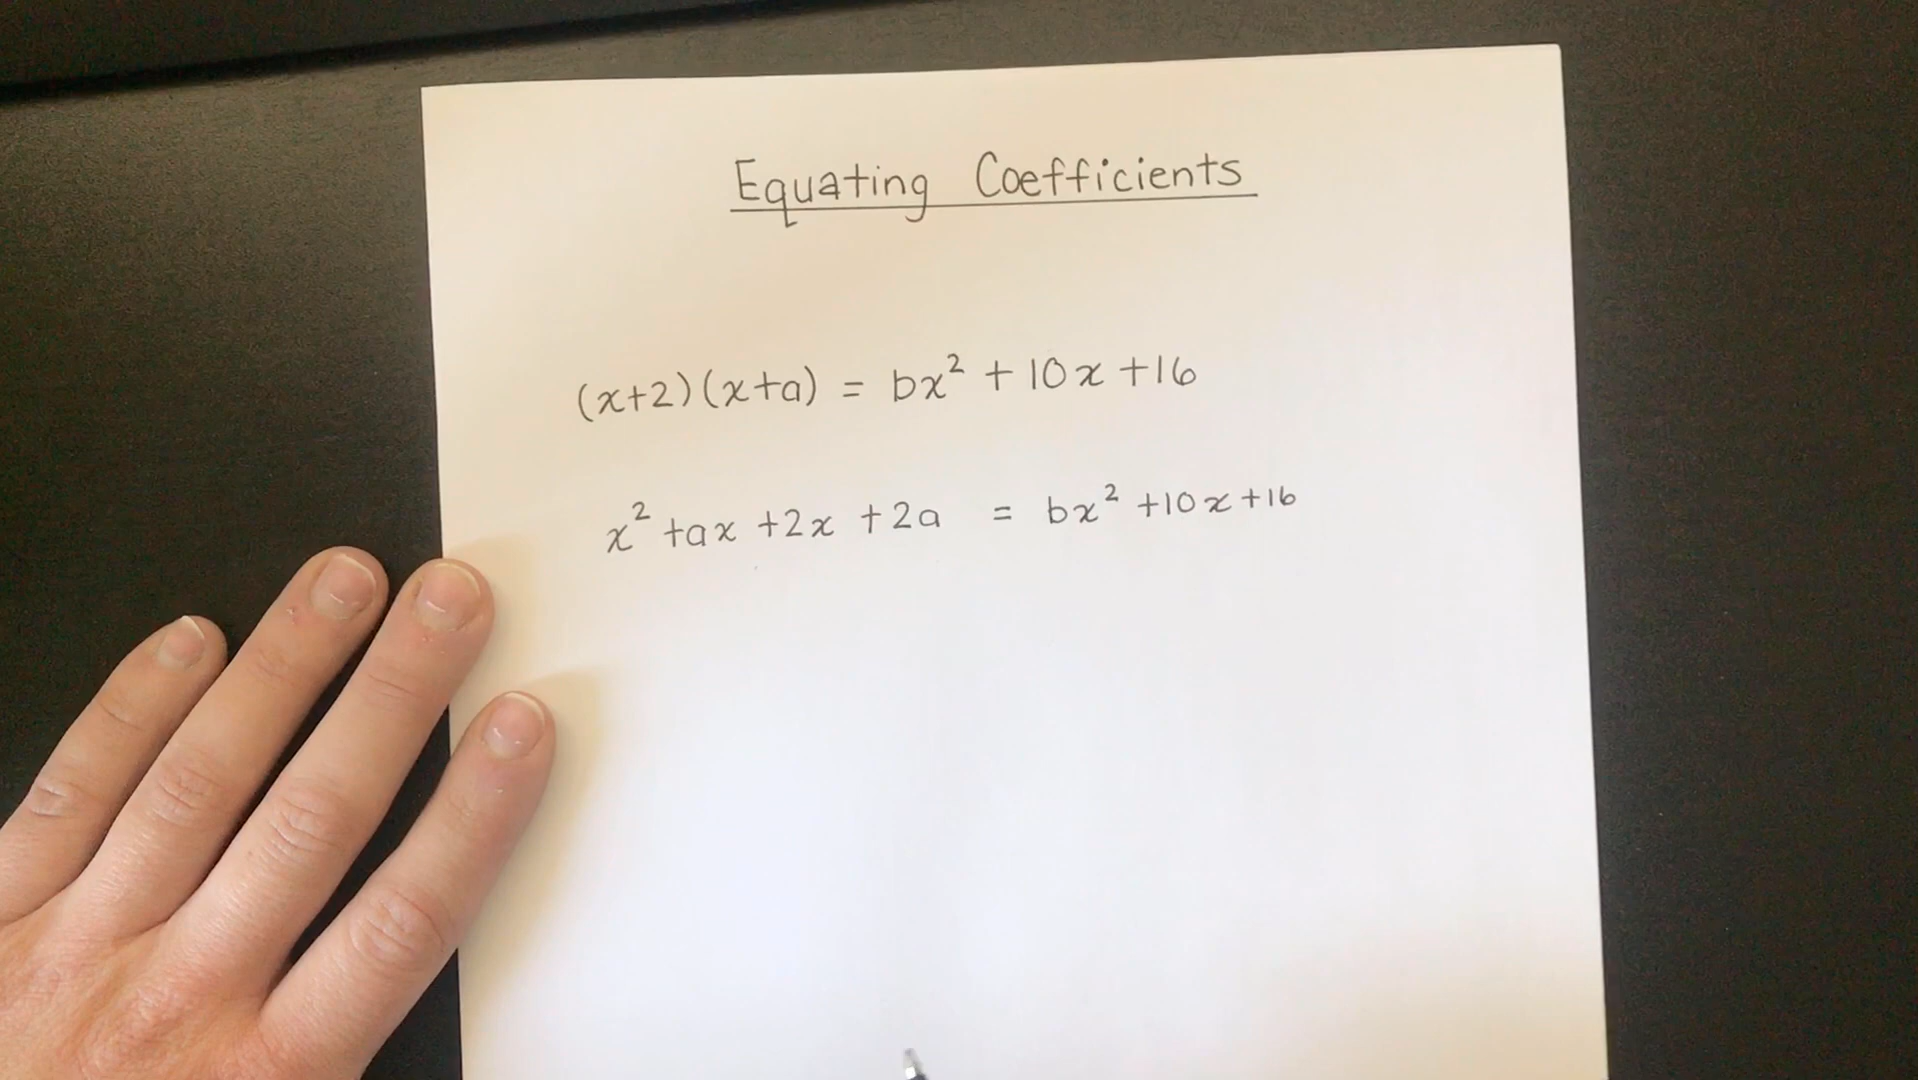 Equating Coefficients
(x+2)(x+a) = bx² + 10x + 16
x² + ax + 2x + 2a = bx² + 10x + 16